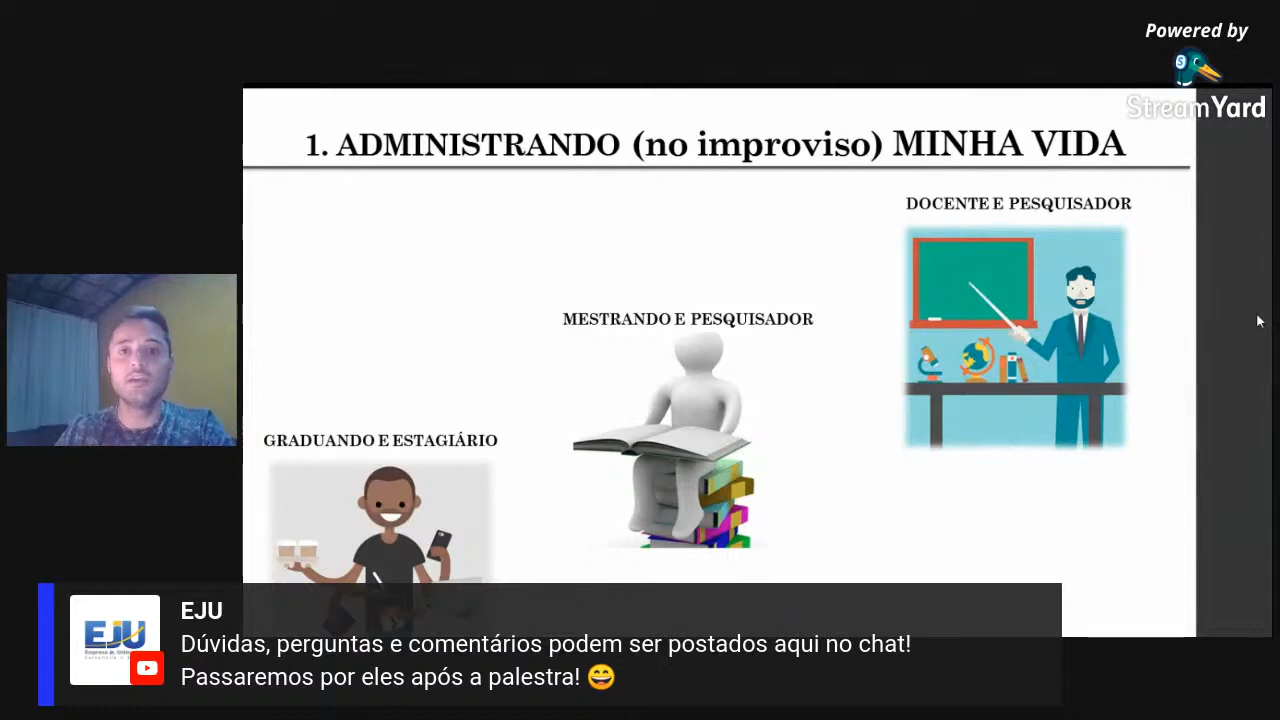 Powered by
StreamYard
1. ADMINISTRANDO (no improviso) MINHA VIDA
DOCENTE E PESQUISADOR
MESTRANDO E PESQUISADOR
GRADUANDO E ESTAGIÁRIO
EJU
EJU
Dúvidas, perguntas e comentários podem ser postados aqui no chat!
Passaremos por eles após a palestra! 😄